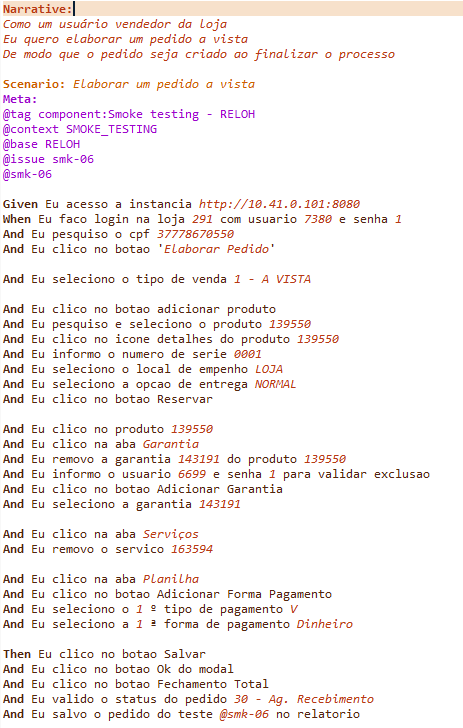 Narrative:
Como um usuário vendedor da loja
Eu quero elaborar um pedido a vista
De modo que o pedido seja criado ao finalizar o processo
Scenario: Elaborar um pedido a vista
Meta:
@tag component:Smoke testing - RELOH
@context SMOKE_TESTING
@base RELOH
@issue smk-06
@smk-06
Given Eu acesso a instancia http://10.41.0.101:8080
When Eu faco login na loja 291 com usuario 7380 e senha 1
And Eu pesquiso o cpf 37778670550
And Eu clico no botao 'Elaborar Pedido'
And Eu seleciono o tipo de venda 1 - A VISTA
And Eu clico no botao adicionar produto
And Eu pesquiso e seleciono o produto 139550
And Eu clico no icone detalhes do produto 139550
And Eu informo o numero de serie 0001
And Eu seleciono o local de empenho LOJA
And Eu seleciono a opcao de entrega NORMAL
And Eu clico no botao Reservar
And Eu clico no produto 139550
And Eu clico na aba Garantia
And Eu removo a garantia 143191 do produto 139550
And Eu informo o usuario 6699 e senha 1 para validar exclusao
And Eu clico no botao Adicionar Garantia
And Eu seleciono a garantia 143191
And Eu clico na aba Serviços
And Eu removo o servico 163594
And Eu clico na aba Planilha
And Eu clico no botao Adicionar Forma Pagamento
And Eu seleciono o 1 º tipo de pagamento V
And Eu seleciono a 1 ª forma de pagamento Dinheiro
Then Eu clico no botao Salvar
And Eu clico no botao Ok do modal
And Eu clico no botao Fechamento Total
And Eu valido o status do pedido 30 - Ag. Recebimento
And Eu salvo o pedido do teste @smk-06 no relatorio